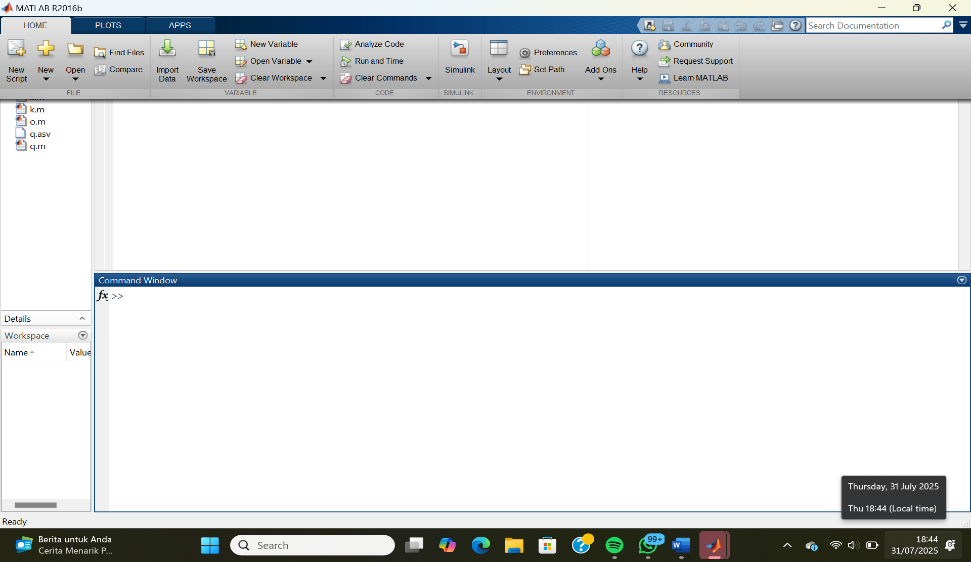 MATLAB R2016b
HOME PLOTS APPS
Search Documentation
New Script
New
Open
Find Files
Compare
Import Data
Save Workspace
New Variable
Open Variable
Clear Workspace
Analyze Code
Run and Time
Clear Commands
Simulink
Layout
Preferences
Set Path
Add Ons
Help
Community
Request Support
Learn MATLAB
FILE VARIABLE CODE SIMULINK ENVIRONMENT RESOURCES
k.m
o.m
q.asv
q.m
Command Window
fx >>
Details
Workspace
Name Value
Thursday, 31 July 2025
Thu 18:44 (Local time)
Ready
Berita untuk Anda
Cerita Menarik P...
Search
99+
18:44
31/07/2025